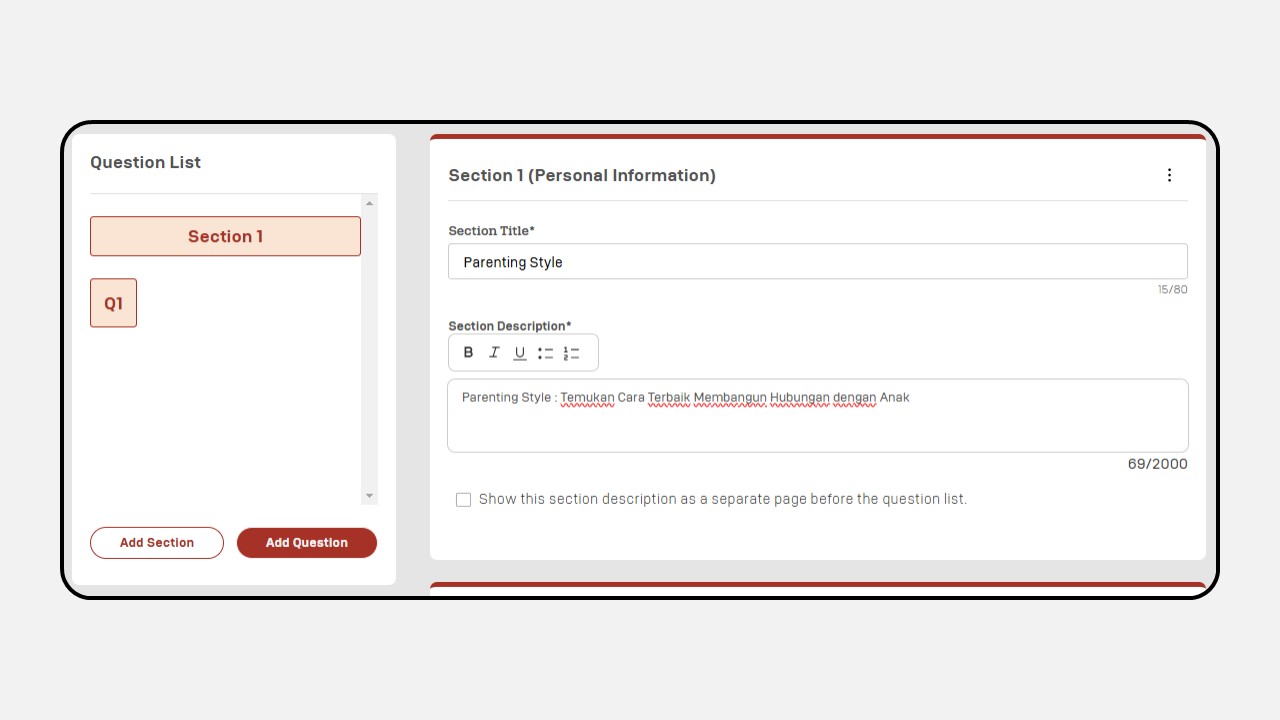 Question List
Section 1
Q1
Add Section
Add Question
Section 1 (Personal Information)
Section Title*
Parenting Style
15/80
Section Description*
B I U
Parenting Style : Temukan Cara Terbaik Membangun Hubungan dengan Anak
69/2000
Show this section description as a separate page before the question list.